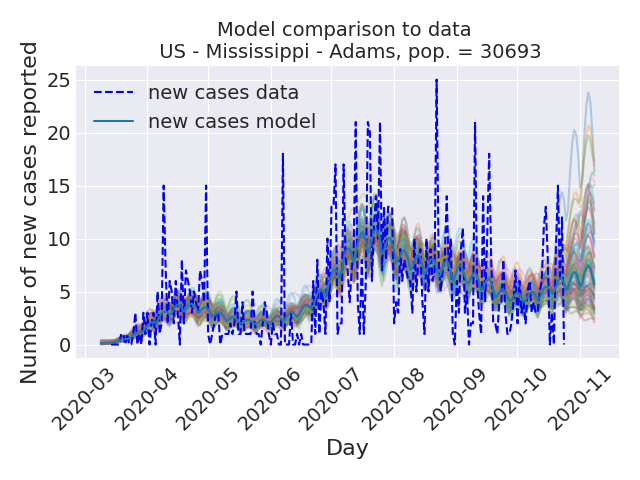 Model comparison to data
US - Mississippi - Adams, pop. = 30693
Number of new cases reported
25
20
15
10
5
0
new cases data
new cases model
2020-03
2020-04
2020-05
2020-06
2020-07
2020-08
2020-09
2020-10
2020-11
Day